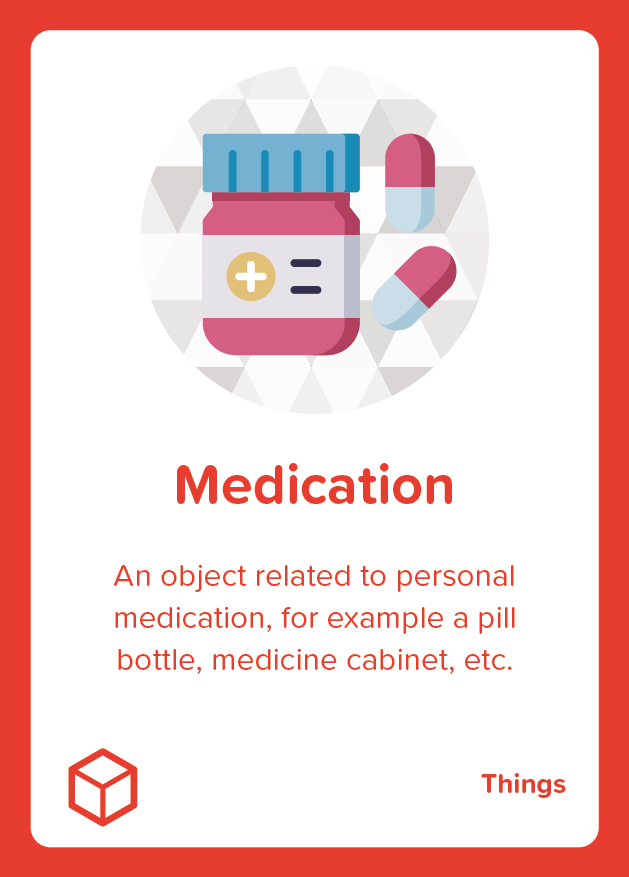 Medication
An object related to personal
medication, for example a pill
bottle, medicine cabinet, etc.
Things